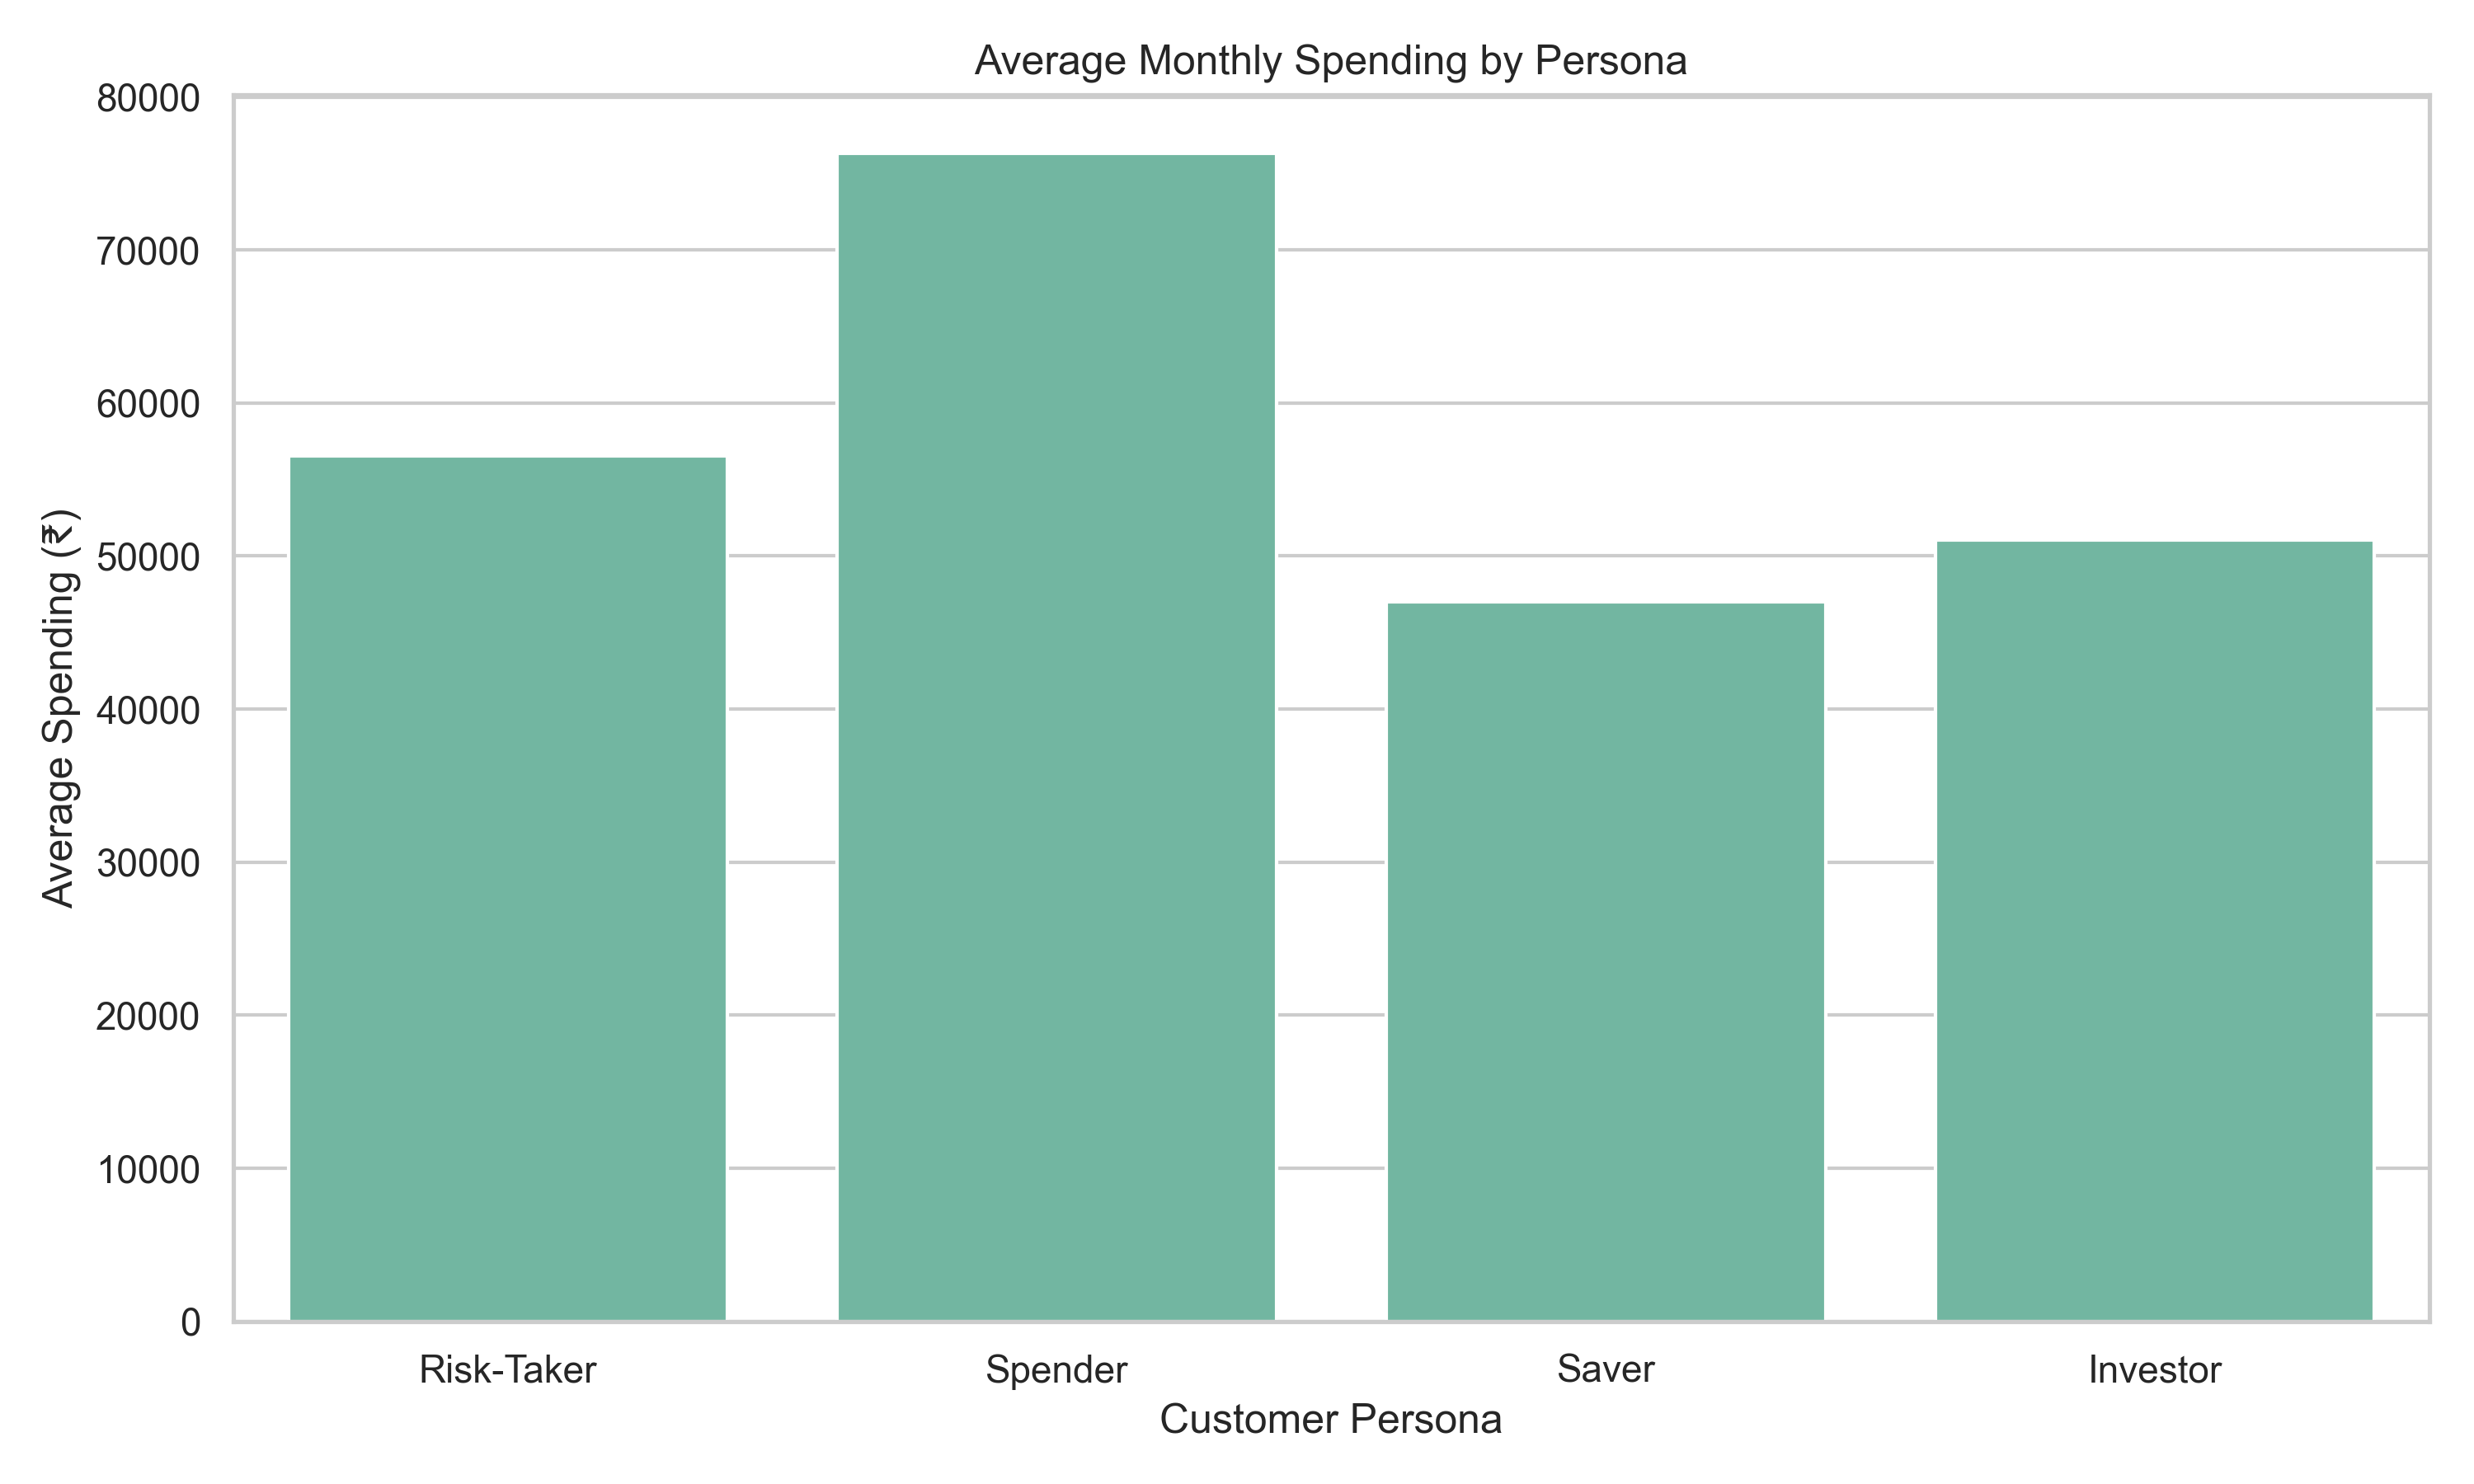 Average Monthly Spending by Persona
80000
70000
60000
50000
40000
30000
20000
10000
0
Average Spending (₹)
Risk-Taker Spender Saver Investor
Customer Persona